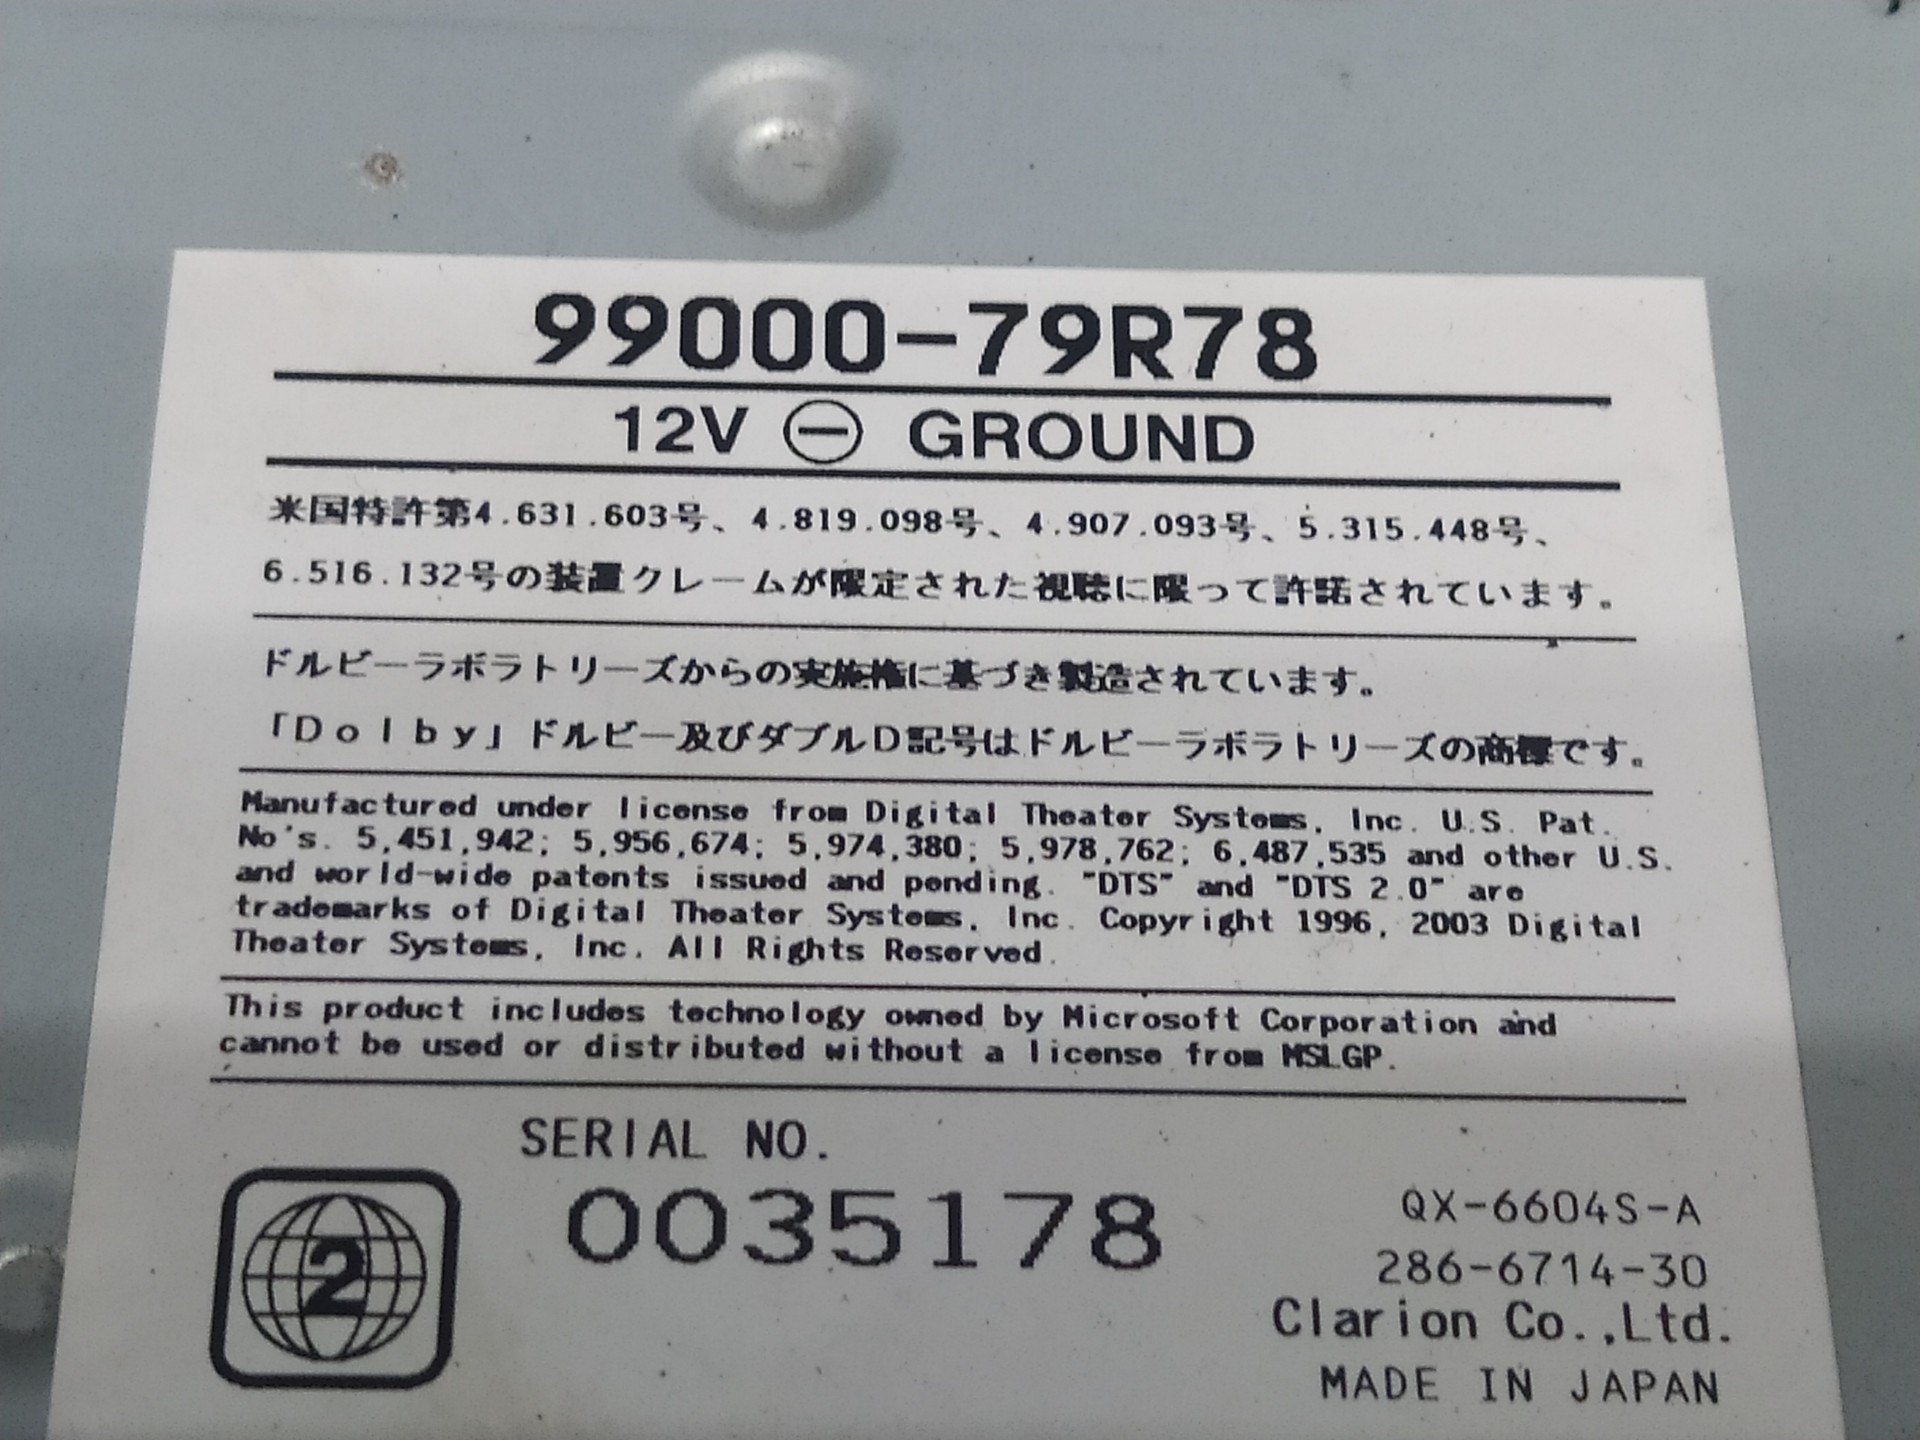 99000-79R78
12V ⊖ GROUND
米国特許第4.631.603号、4.819.098号、4.907.093号、5.315.448号、
6.516.132号の装置クレームが限定された視聴に限って許諾されています。
ドルビーラボラトリーズからの実施権に基づき製造されています。
「Dolby」ドルビー及びダブルD記号はドルビーラボラトリーズの商標です。
Manufactured under license from Digital Theater Systems, Inc. U.S. Pat.
No's. 5,451,942; 5,956,674; 5,974,380; 5,978,762; 6,487,535 and other U.S.
and world-wide patents issued and pending. "DTS" and "DTS 2.0" are
trademarks of Digital Theater Systems, Inc. Copyright 1996, 2003 Digital
Theater Systems, Inc. All Rights Reserved.
This product includes technology owned by Microsoft Corporation and
cannot be used or distributed without a license from MSLGP.
SERIAL NO.
0035178
2
QX-6604S-A
286-6714-30
Clarion Co.,Ltd.
MADE IN JAPAN